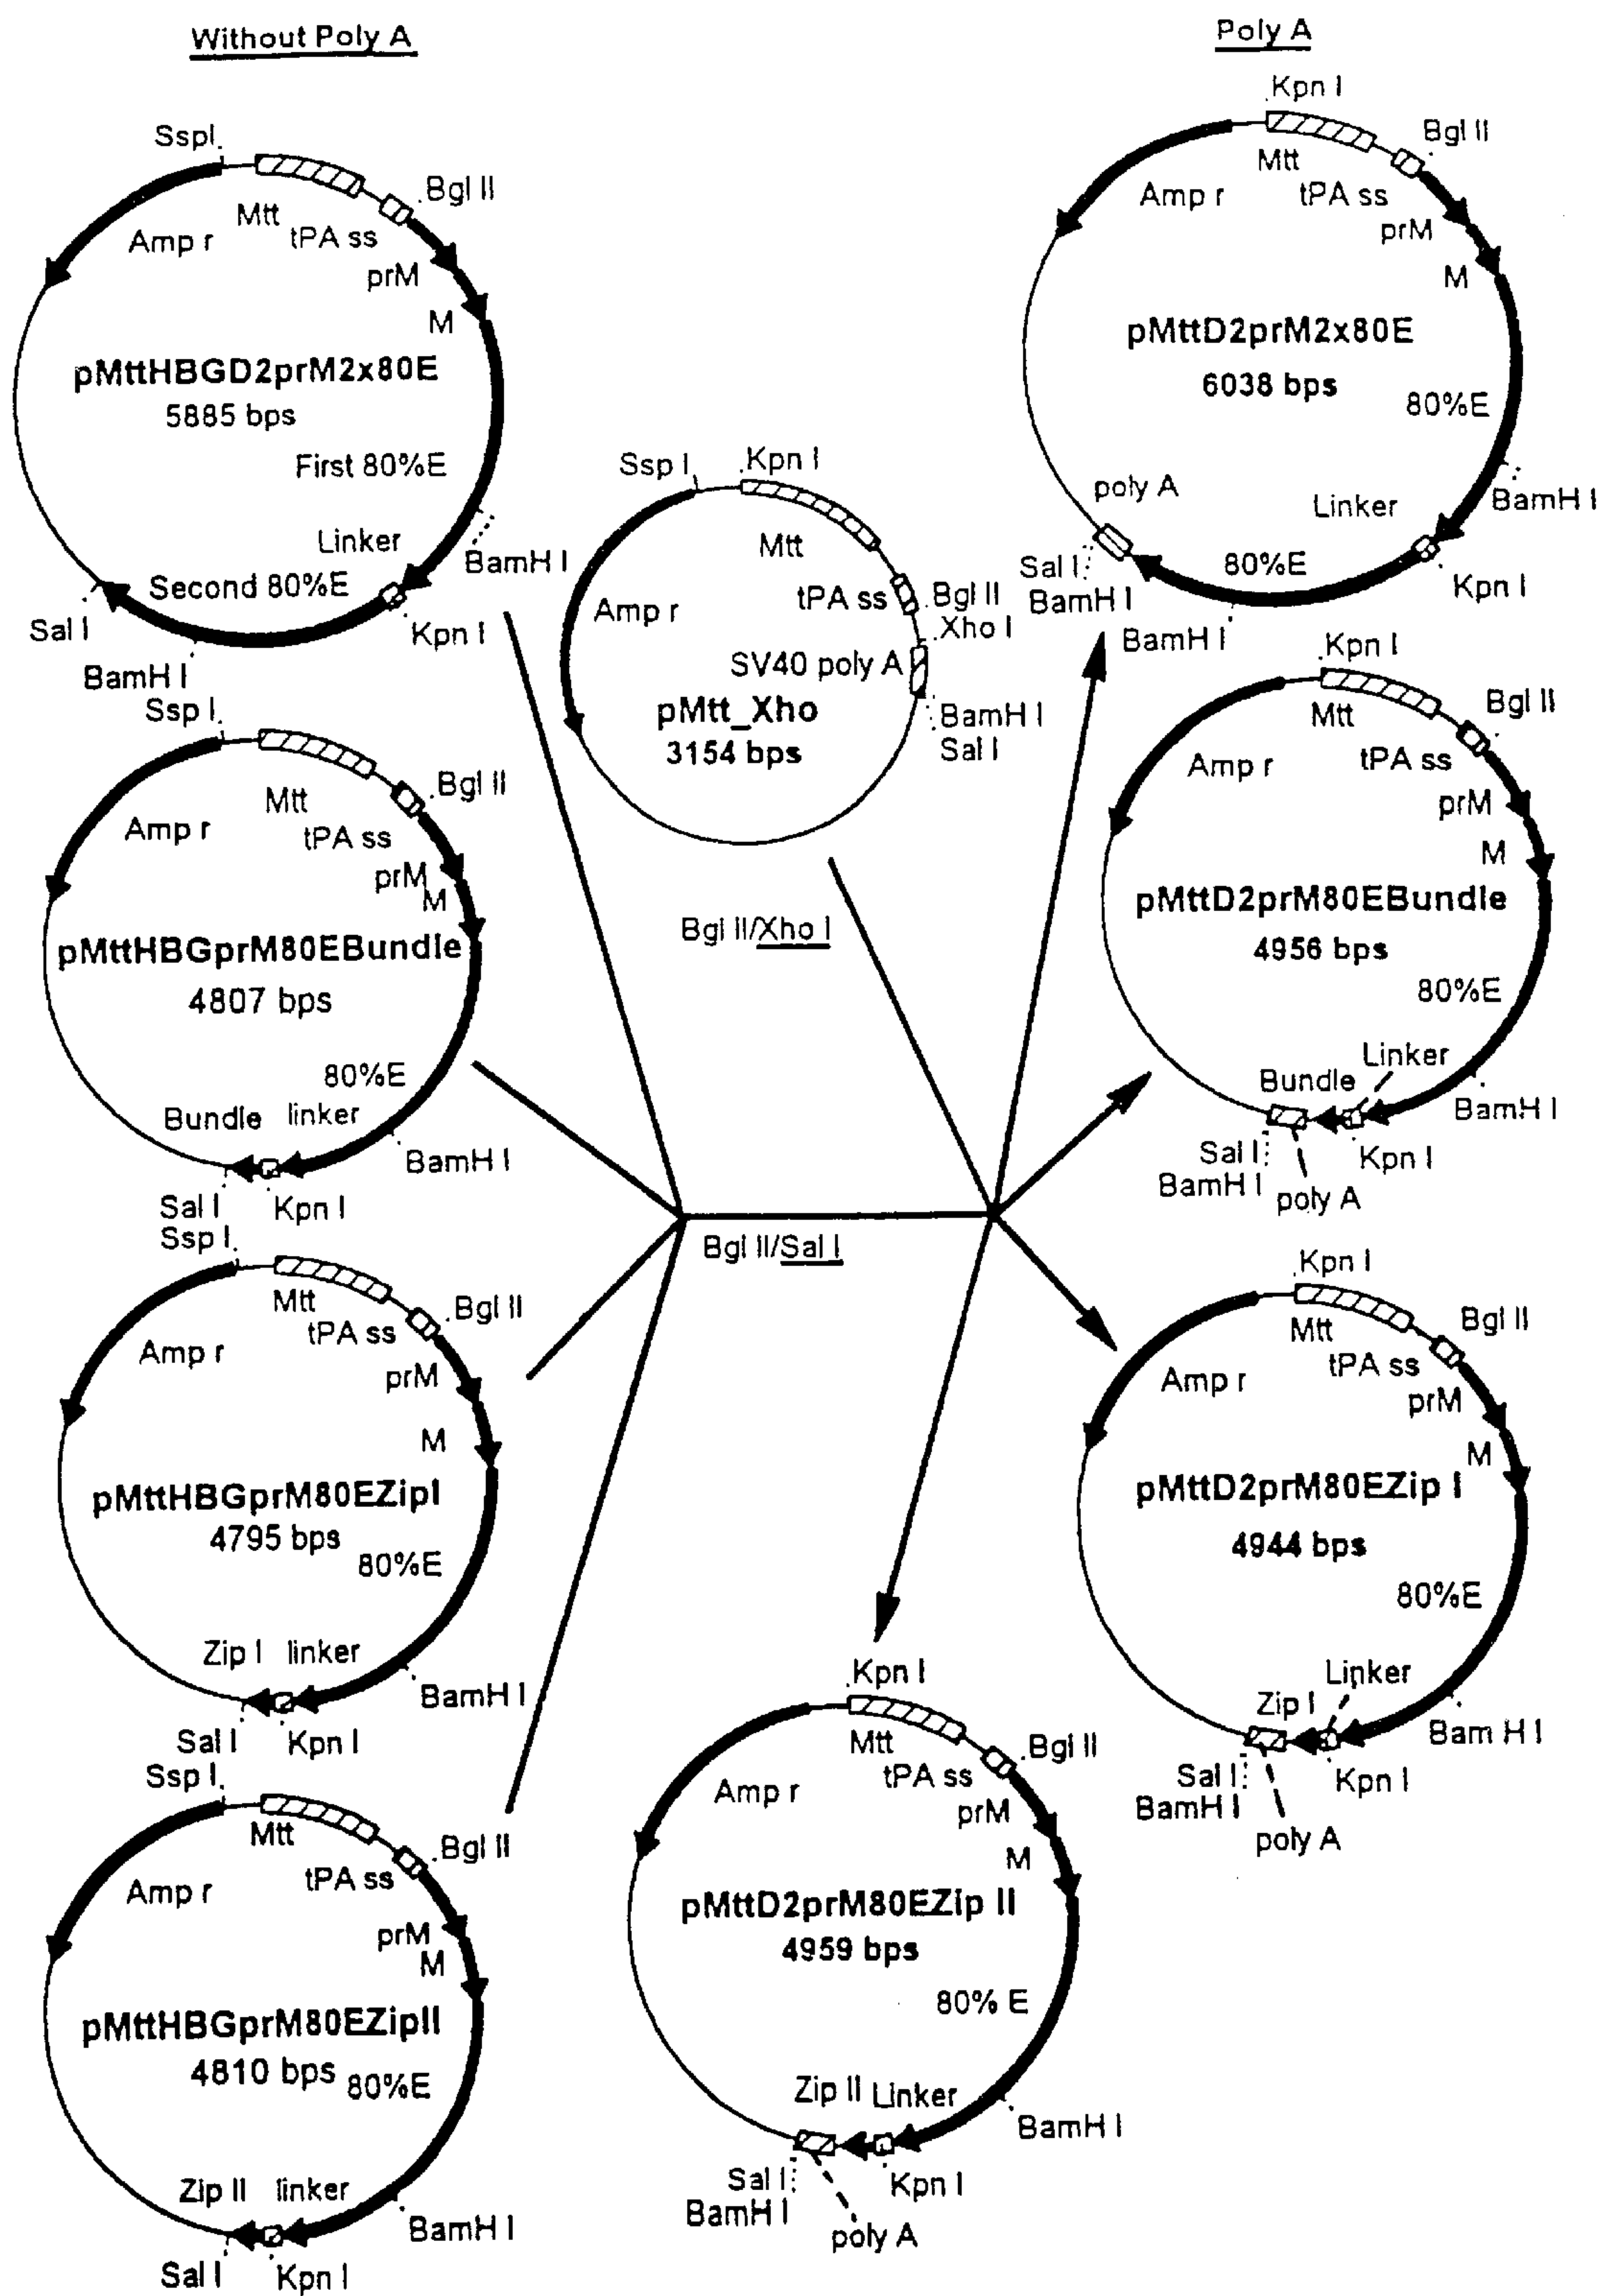 Without Poly A
SspI
Mtt
tPA ss
Bgl II
Amp r
prM
M
pMttHBGD2prM2x80E
5885 bps
First 80%E
Linker
BamH I
Second 80%E
Sal I
Kpn I
BamH I
Ssp I
Mtt
tPA ss
Bgl II
Amp r
prM
M
pMttHBGprM80EBundle
4807 bps
80%E
Bundle linker
BamH I
Sal I
Kpn I
Ssp I
Mtt
tPA ss
Bgl II
Amp r
prM
M
pMttHBGprM80EZipI
4795 bps
80%E
Zip I linker
BamH I
Sal I
Kpn I
Ssp I
Mtt
tPA ss
Bgl II
Amp r
prM
M
pMttHBGprM80EZipII
4810 bps
80%E
Zip II linker
BamH I
Sal I
Kpn I
Ssp I
Kpn I
Mtt
Amp r
tPA ss
Bgl II
Xho I
SV40 poly A
pMtt_Xho
3154 bps
BamH I
Sal I
Bgl II/Xho I
Bgl II/Sal I
Poly A
Kpn I
Bgl II
Mtt
tPA ss
Amp r
prM
M
pMttD2prM2x80E
6038 bps
80%E
poly A
Linker
BamH I
Sal I
BamH I
80%E
Kpn I
BamH I
Kpn I
Bgl II
Mtt
tPA ss
Amp r
prM
M
pMttD2prM80EBundle
4956 bps
80%E
Linker
Bundle
BamH I
Sal I
BamH I
Kpn I
poly A
Kpn I
Bgl II
Mtt
tPA ss
Amp r
prM
M
pMttD2prM80EZip I
4944 bps
80%E
Linker
Zip I
Bam H I
Sal I
BamH I
Kpn I
poly A
Kpn I
Bgl II
Mtt
tPA ss
Amp r
prM
M
pMttD2prM80EZip II
4959 bps
80% E
Zip II Linker
BamH I
Sal I
BamH I
Kpn I
poly A